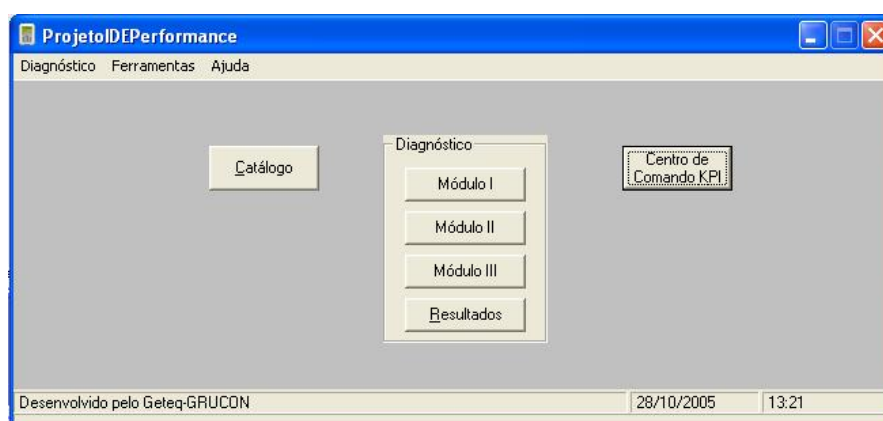 ProjetoIDEPerformance
Diagnóstico Ferramentas Ajuda
Catálogo
Diagnóstico
Módulo I
Módulo II
Módulo III
Resultados
Centro de
Comando KPI
Desenvolvido pelo Geteq-GRUCON 28/10/2005 13:21